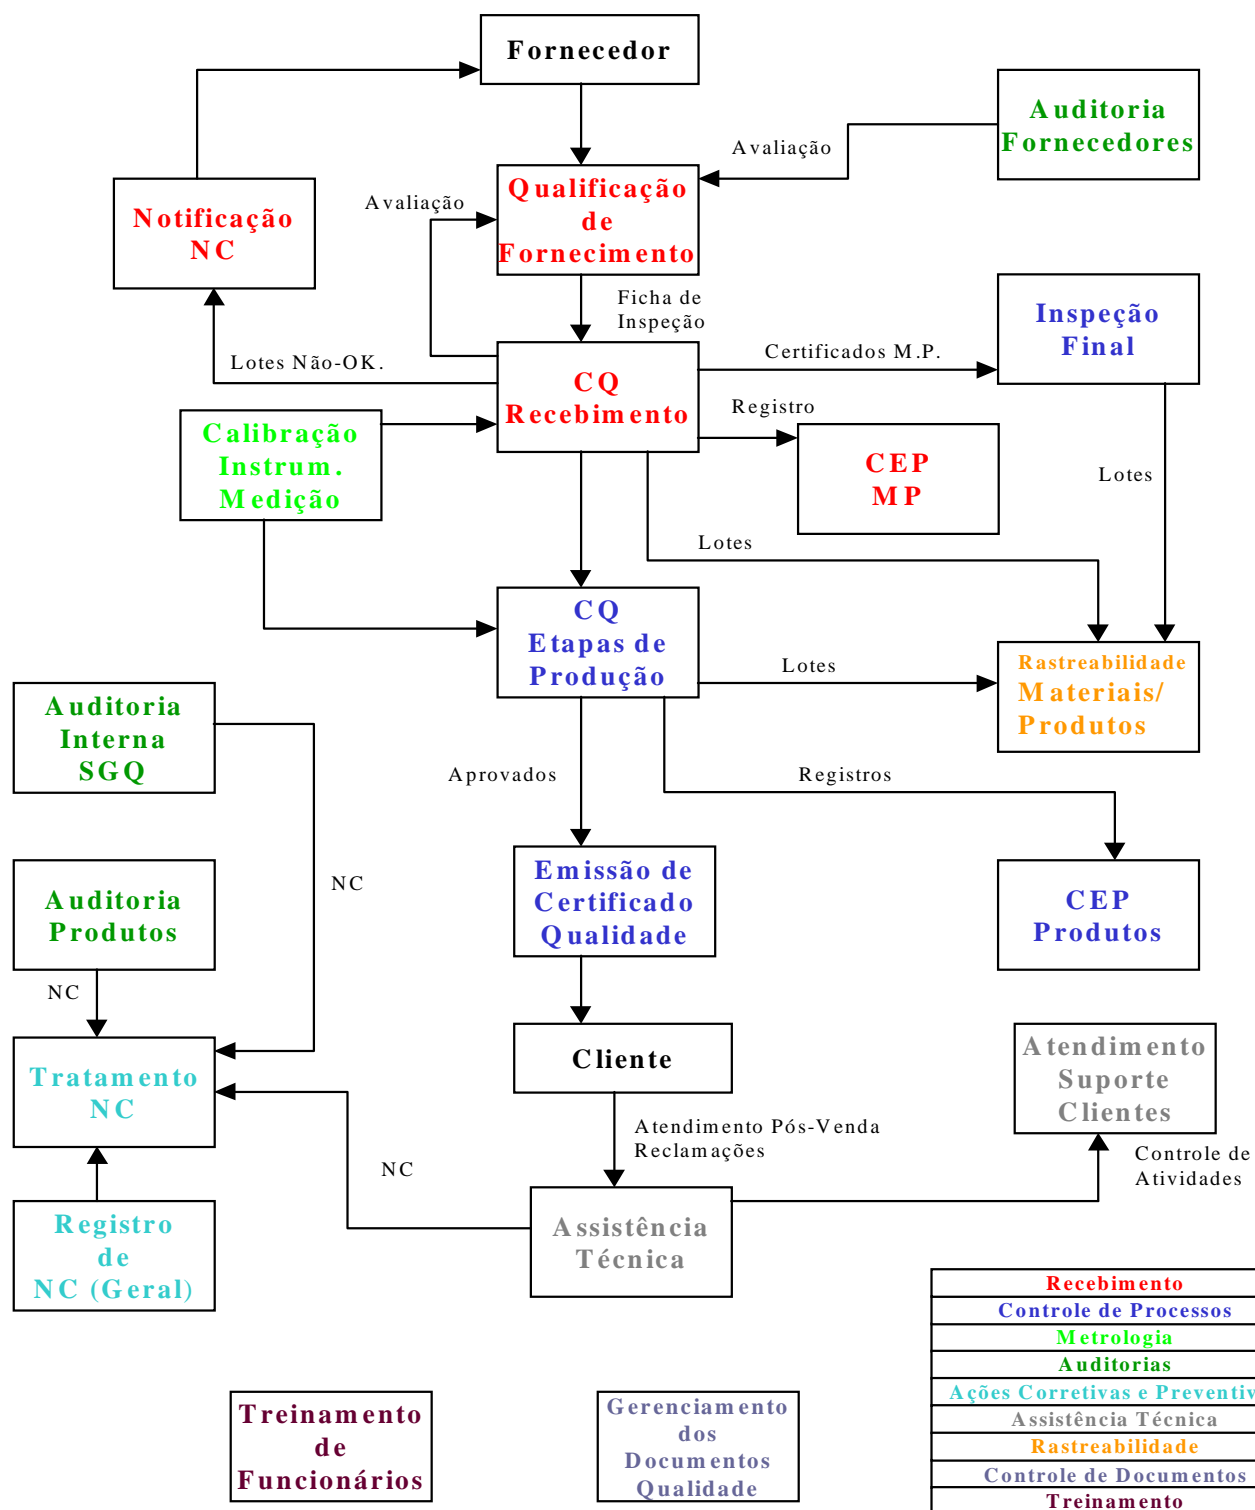 Fornecedor
Auditoria
Fornecedores
Avaliação
Notificação
NC
Avaliação
Qualificação
de
Fornecimento
Ficha de
Inspeção
Inspeção
Final
Lotes Não-OK.
CQ
Recebimento
Certificados M.P.
Registro
Calibração
Instrum.
Medição
CEP
MP
Lotes
Lotes
CQ
Etapas de
Produção
Lotes
Rastreabilidade
Materiais/
Produtos
Auditoria
Interna
SGQ
Aprovados
Registros
NC
Auditoria
Produtos
Emissão de
Certificado
Qualidade
CEP
Produtos
NC
Tratamento
NC
Cliente
Atendimento
Suporte
Clientes
Atendimento Pós-Venda
Reclamações
NC
Controle de
Atividades
Registro
de
NC (Geral)
Assistência
Técnica
Recebimento
Controle de Processos
Metrologia
Auditorias
Ações Corretivas e Preventiv
Assistência Técnica
Rastreabilidade
Controle de Documentos
Treinamento
Treinamento
de
Funcionários
Gerenciamento
dos
Documentos
Qualidade